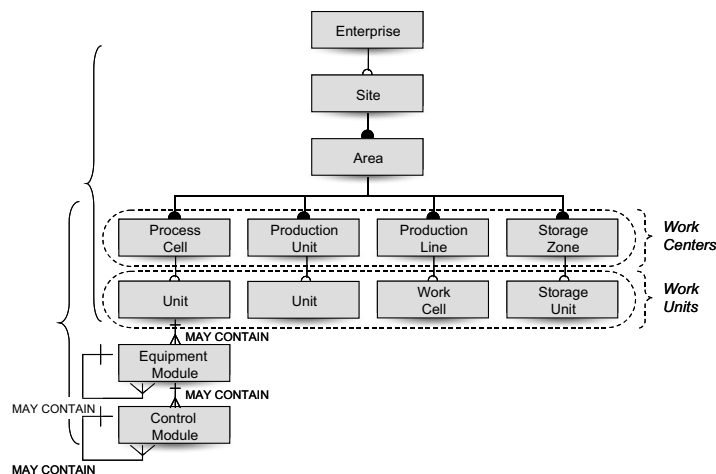 Enterprise
Site
Area
Process
Cell
Production
Unit
Production
Line
Storage
Zone
Work
Centers
Unit
Unit
Work
Cell
Storage
Unit
Work
Units
MAY CONTAIN
Equipment
Module
MAY CONTAIN
MAY CONTAIN
Control
Module
MAY CONTAIN